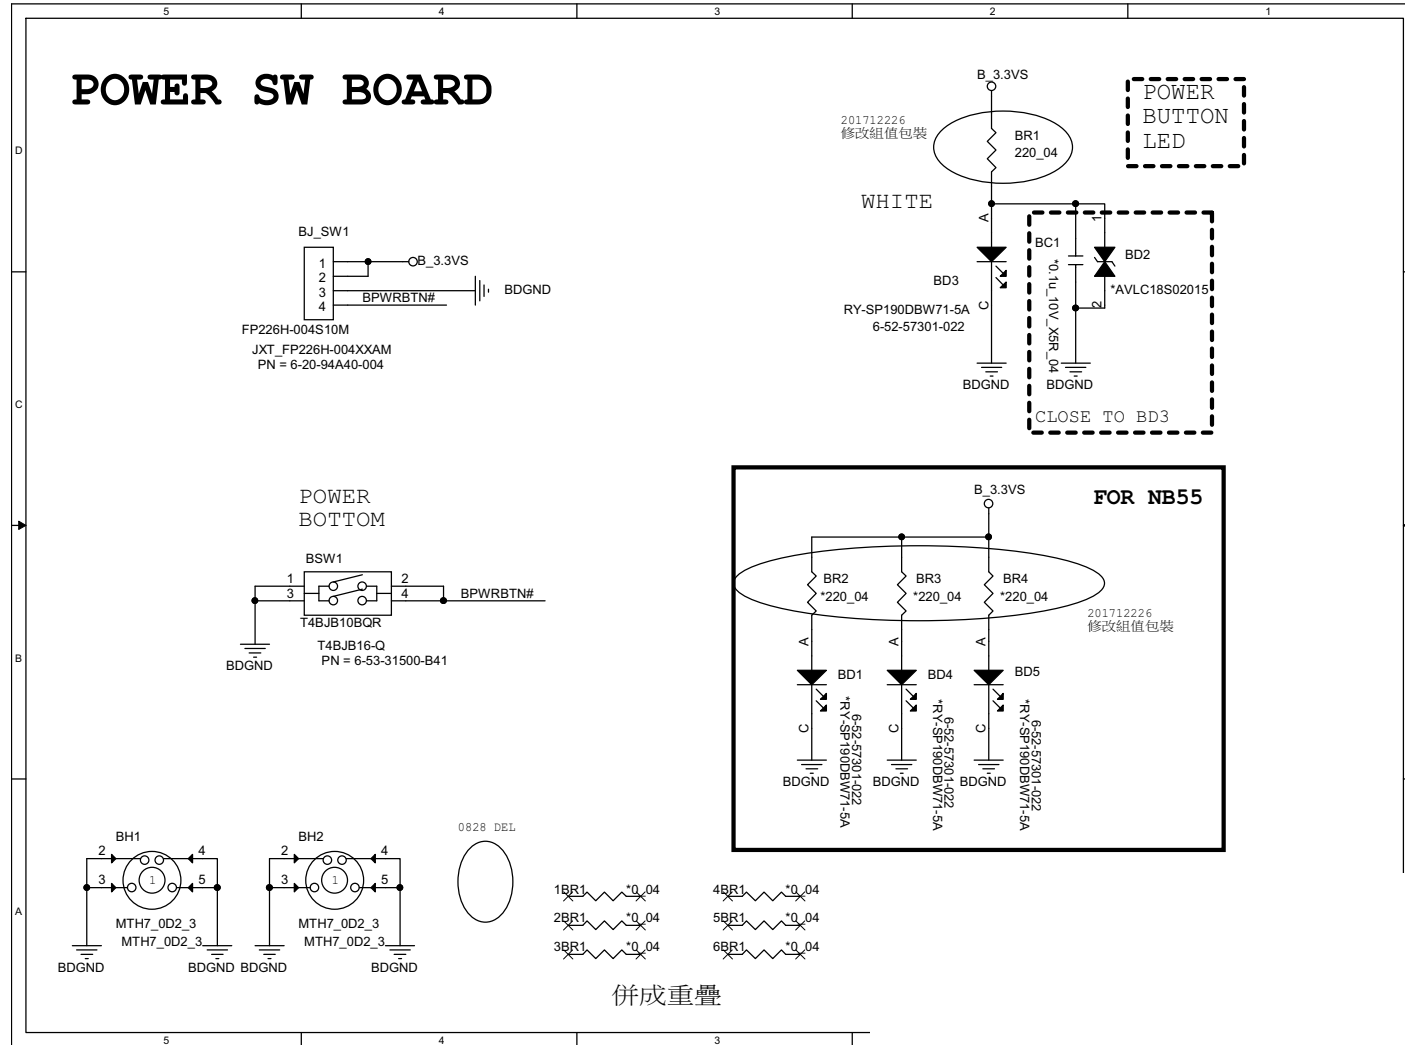 5 4 3 2 1
POWER SW BOARD
B_3.3VS
POWER
BUTTON
LED
201712226
修改組值包裝
BR1
220_04
D
WHITE
A
1
BJ_SW1
BC1
BD2
1
B_3.3VS
2
BD3
*0.1u_10V_X5R_04
3
BDGND
*AVLC18S02015
4
BPWRBTN#
C
2
RY-SP190DBW71-5A
6-52-57301-022
FP226H-004S10M
JXT_FP226H-004XXAM
PN = 6-20-94A40-004
BDGND
BDGND
C
CLOSE TO BD3
POWER
BOTTOM
B_3.3VS
FOR NB55
BSW1
1
2
3
4
BPWRBTN#
T4BJB10BQR
T4BJB16-Q
PN = 6-53-31500-B41
BDGND
BR2
*220_04
BR3
*220_04
BR4
*220_04
201712226
修改組值包裝
B
A
A
A
BD1
BD4
BD5
C
C
C
6-52-57301-022
*RY-SP190DBW71-5A
6-52-57301-022
*RY-SP190DBW71-5A
6-52-57301-022
*RY-SP190DBW71-5A
BDGND
BDGND
BDGND
BH1
2
4
3
1
5
MTH7_0D2_3
MTH7_0D2_3
BDGND
BDGND
BH2
2
4
3
1
5
MTH7_0D2_3
MTH7_0D2_3
BDGND
BDGND
0828 DEL
A
1BR1 *0_04
4BR1 *0_04
2BR1 *0_04
5BR1 *0_04
3BR1 *0_04
6BR1 *0_04
併成重疊
5 4 3